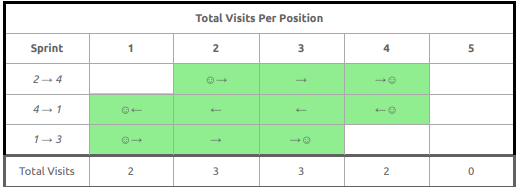 Total Visits Per Position
Sprint 1 2 3 4 5
2 → 4 ☺→ → →☺
4 → 1 ☺← ← ← ←☺
1 → 3 ☺→ → →☺
Total Visits 2 3 3 2 0